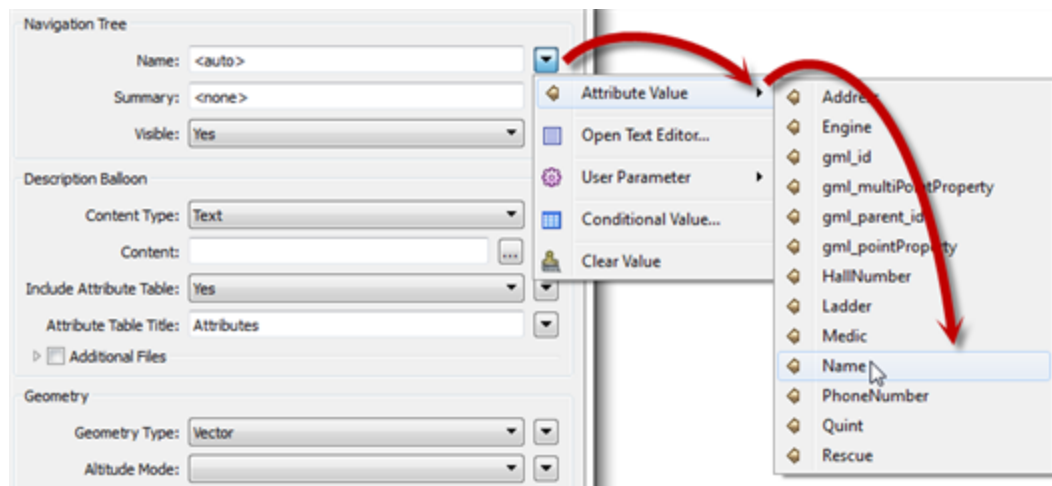 Navigation Tree
Name: <auto>
Summary: <none>
Visible: Yes
Description Balloon
Content Type: Text
Content:
...
Include Attribute Table: Yes
Attribute Table Title: Attributes
Additional Files
Geometry
Geometry Type: Vector
Altitude Mode:
Attribute Value
Open Text Editor...
User Parameter
Conditional Value...
Clear Value
Address
Engine
gml_id
gml_multiPointProperty
gml_parent_id
gml_pointProperty
HallNumber
Ladder
Medic
Name
PhoneNumber
Quint
Rescue